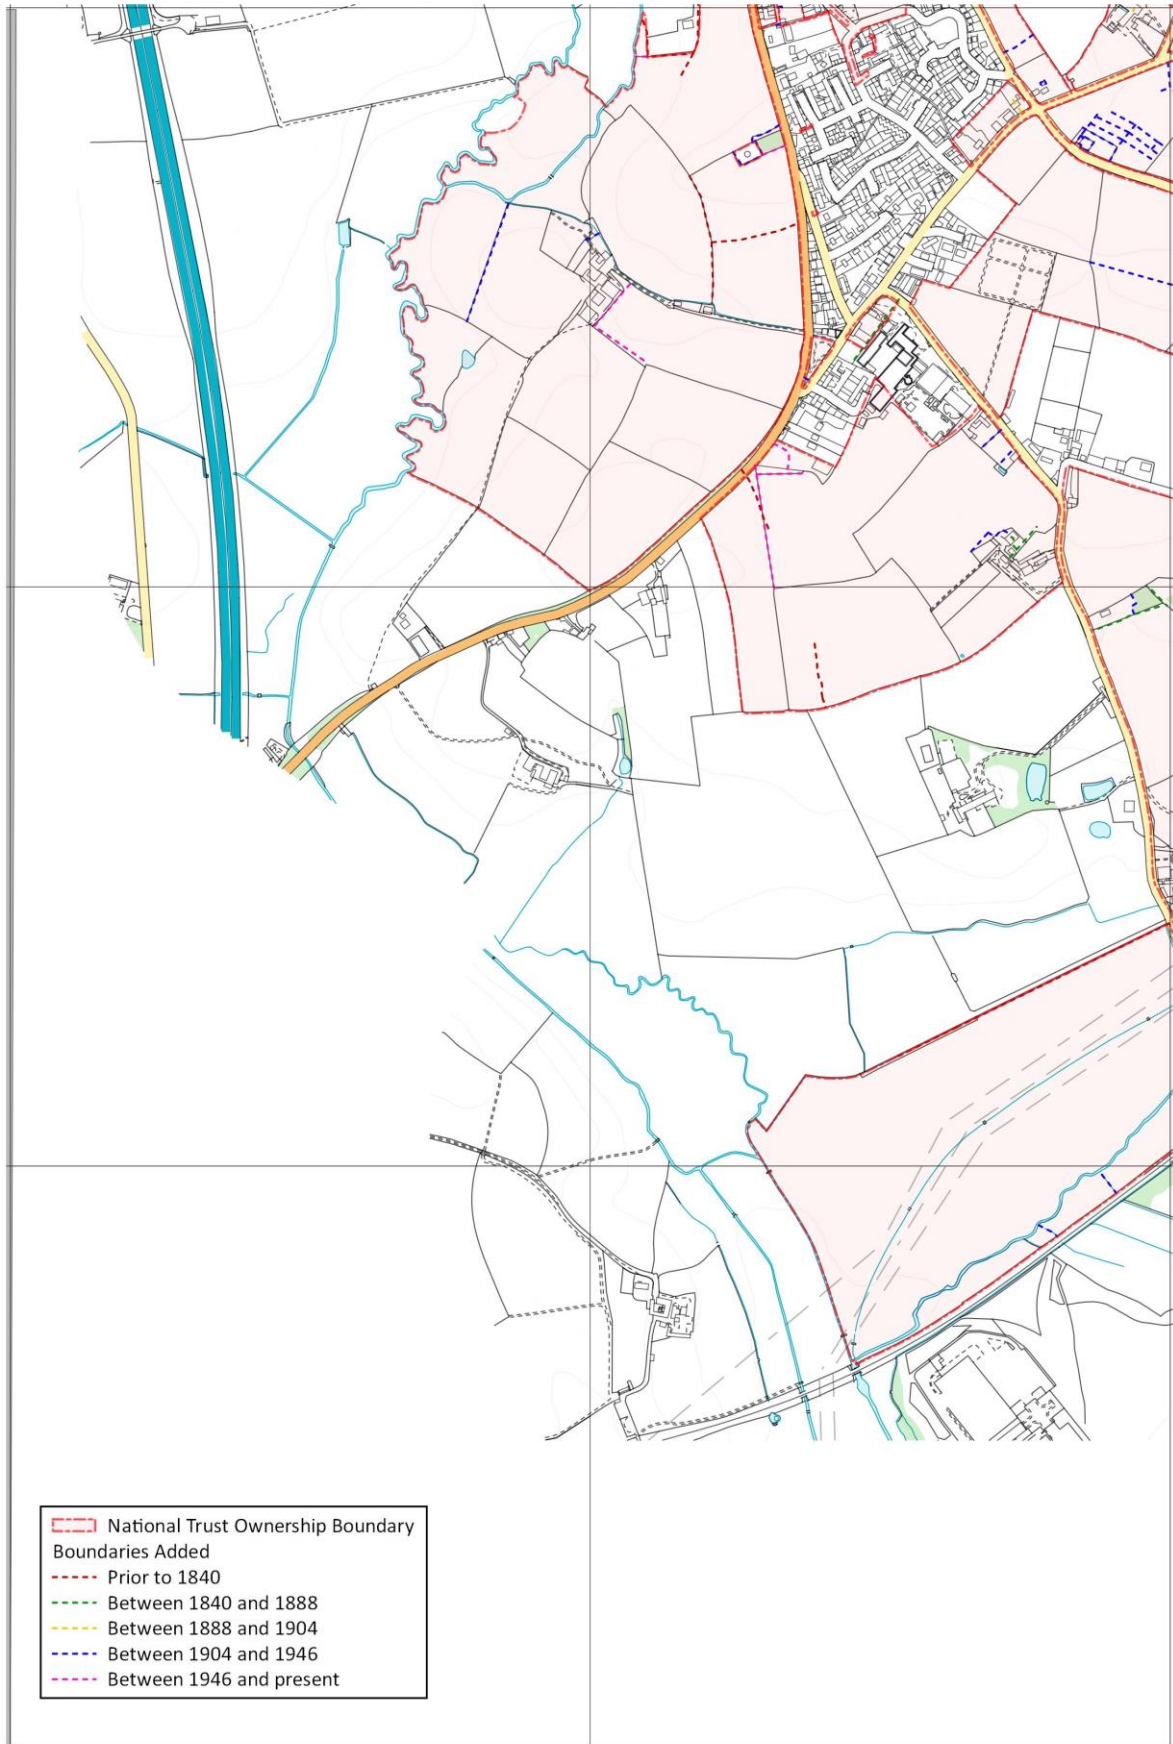 National Trust Ownership Boundary
Boundaries Added
Prior to 1840
Between 1840 and 1888
Between 1888 and 1904
Between 1904 and 1946
Between 1946 and present